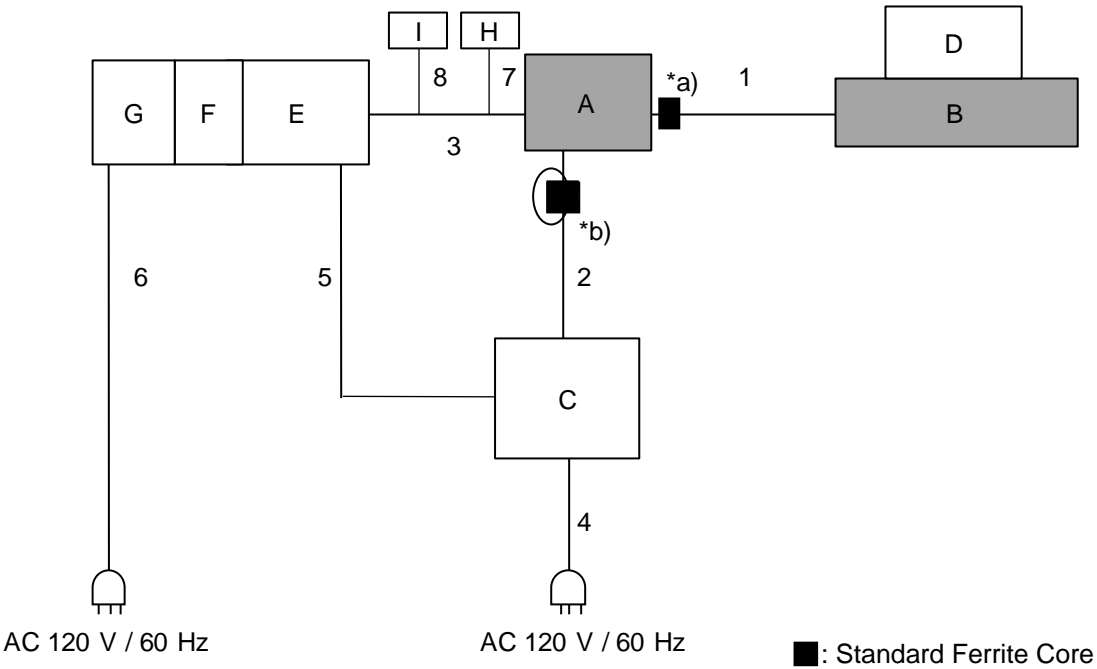 I
H
D
8
7
*a)
1
G
F
E
A
B
3
*b)
6
5
2
C
4
AC 120 V / 60 Hz
AC 120 V / 60 Hz
: Standard Ferrite Core